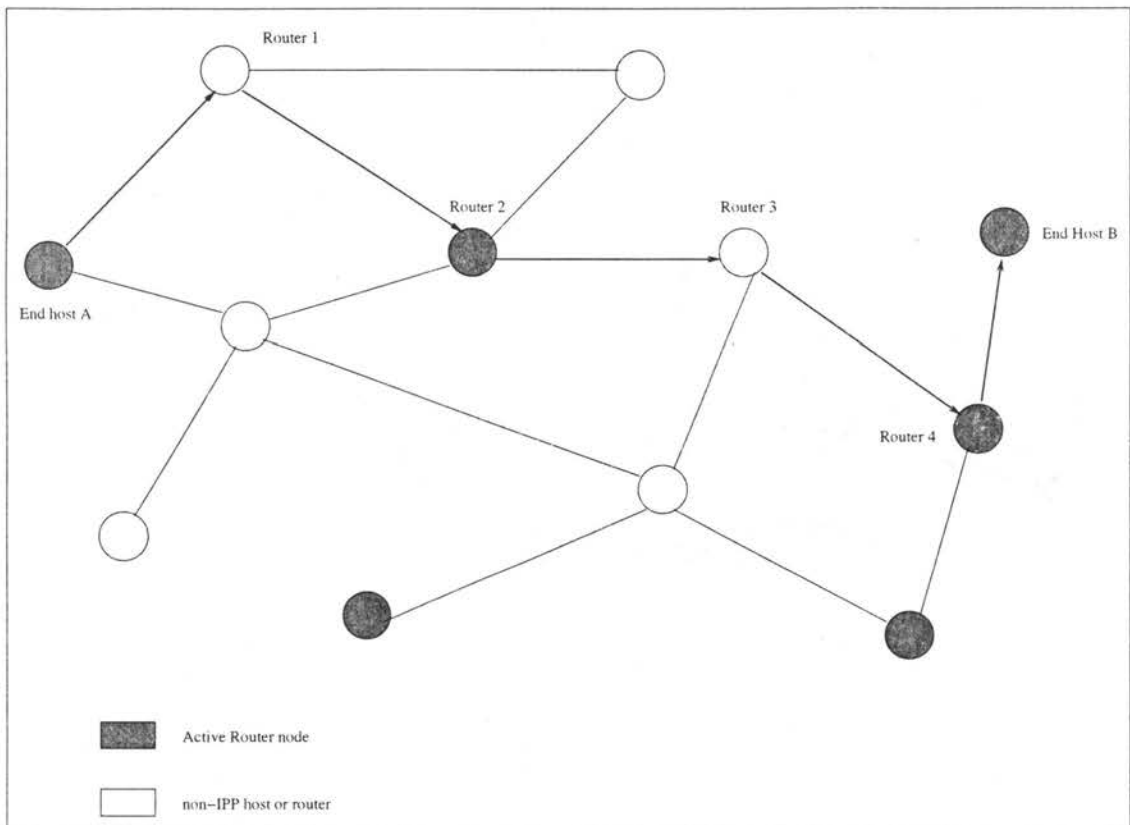 Router 1
Router 2
Router 3
End Host B
End host A
Router 4
Active Router node
non-IPP host or router